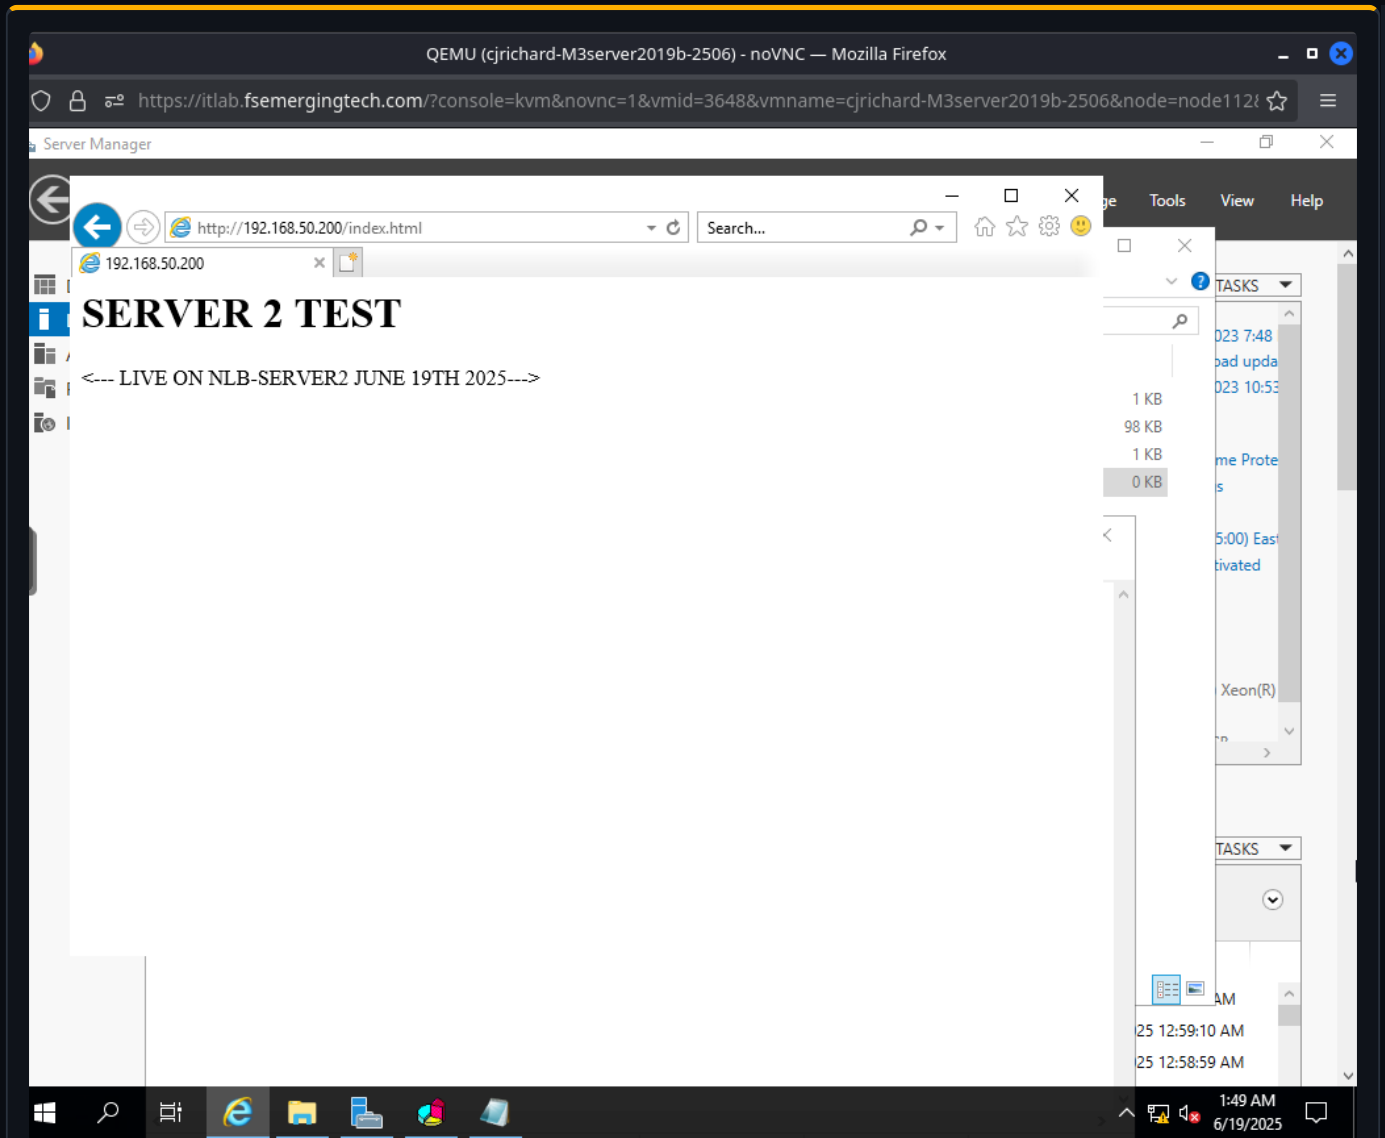 QEMU (cjrichard-M3server2019b-2506) - noVNC — Mozilla Firefox
https://itlab.fsemergingtech.com/?console=kvm&novnc=1&vmid=3648&vmname=cjrichard-M3server2019b-2506&node=node1128
Server Manager
ge Tools View Help
http://192.168.50.200/index.html
Search...
192.168.50.200
TASKS
SERVER 2 TEST
023 7:48
oad upda
<--- LIVE ON NLB-SERVER2 JUNE 19TH 2025--->
023 10:53
1 KB
98 KB
1 KB
me Prote
0 KB
s
5:00) East
tivated
Xeon(R)
TASKS
AM
25 12:59:10 AM
25 12:58:59 AM
1:49 AM
6/19/2025